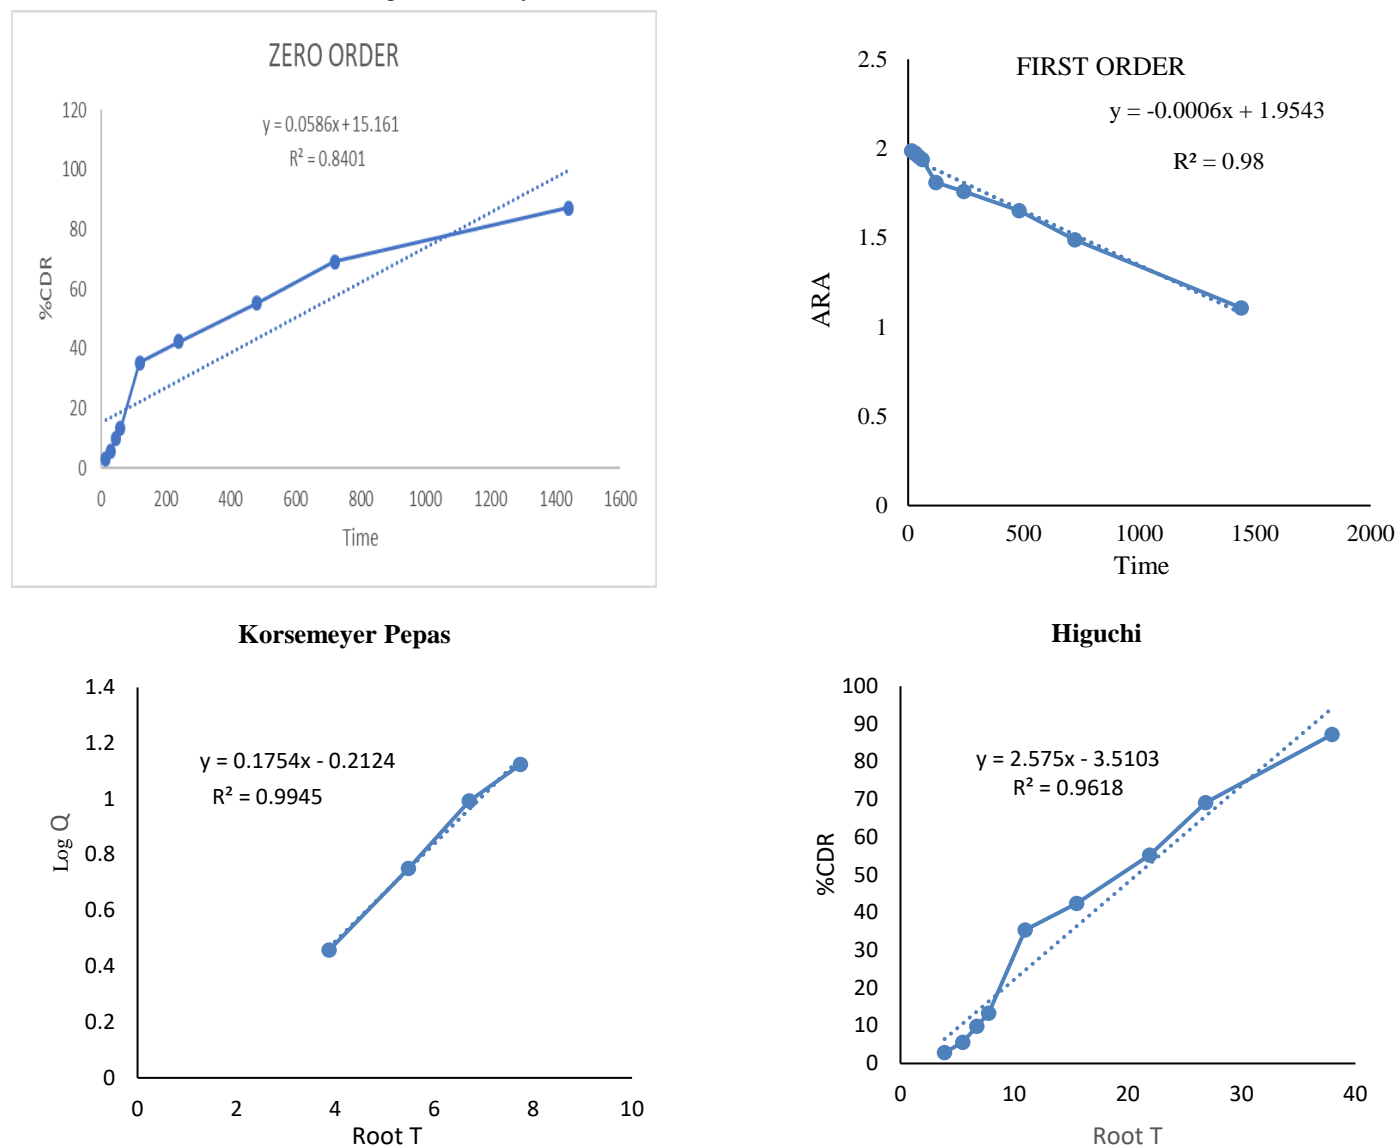 ZERO ORDER
y = 0.0586x + 15.161
R² = 0.8401
%CDR
120
100
80
60
40
20
0
0 200 400 600 800 1000 1200 1400 1600
Time
FIRST ORDER
y = -0.0006x + 1.9543
R² = 0.98
ARA
2.5
2
1.5
1
0.5
0
0 500 1000 1500 2000
Time
Korsemeyer Pepas
y = 0.1754x - 0.2124
R² = 0.9945
Log Q
1.4
1.2
1
0.8
0.6
0.4
0.2
0
0 2 4 6 8 10
Root T
Higuchi
y = 2.575x - 3.5103
R² = 0.9618
%CDR
100
90
80
70
60
50
40
30
20
10
0
0 10 20 30 40
Root T